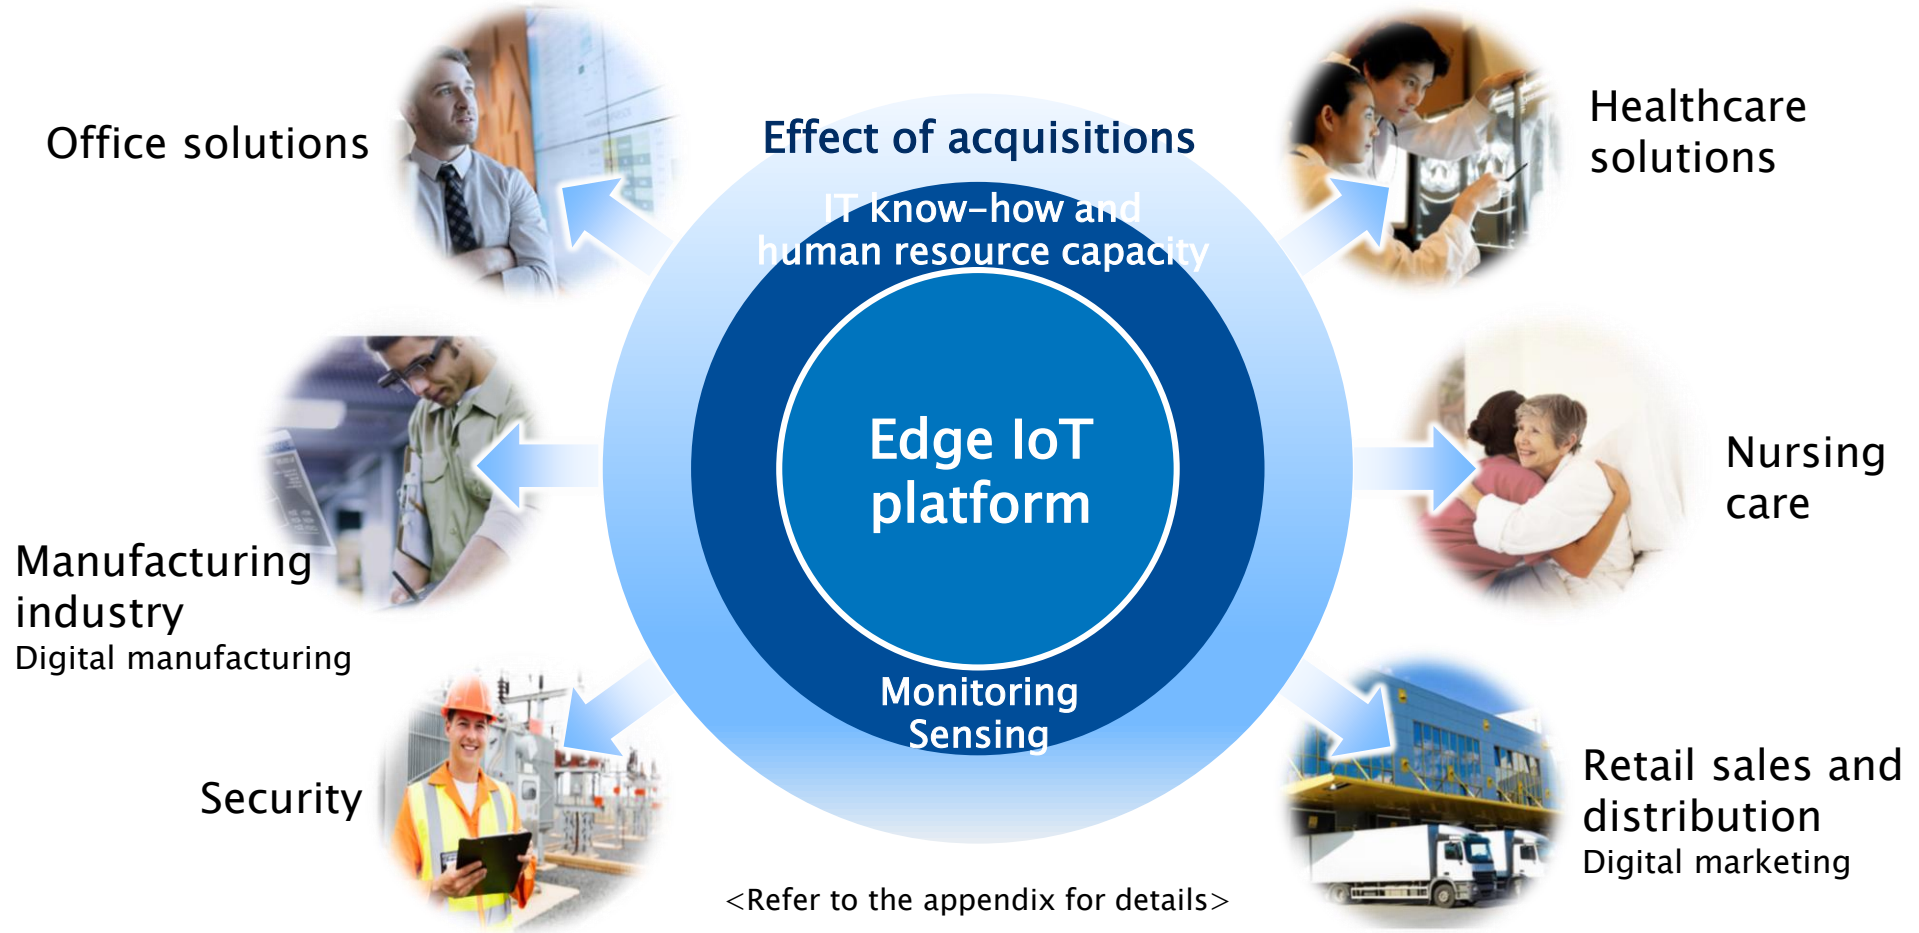 Office solutions
Effect of acquisitions
IT know-how and
human resource capacity
Healthcare
solutions
Edge IoT
platform
Nursing
care
Manufacturing
industry
Digital manufacturing
Monitoring
Sensing
Security
Retail sales and
distribution
Digital marketing
<Refer to the appendix for details>